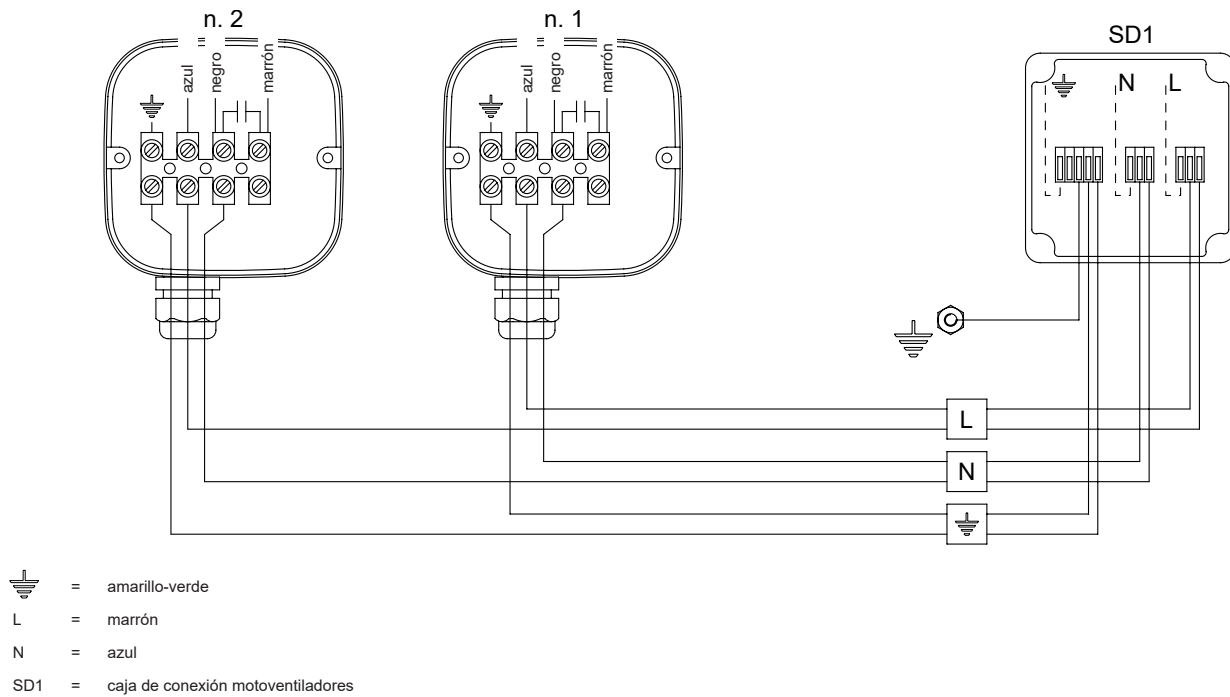 n. 2
n. 1
SD1
azul
negro
marrón
azul
negro
marrón
N
L
L
N
= amarillo-verde
L = marrón
N = azul
SD1 = caja de conexión motoventiladores